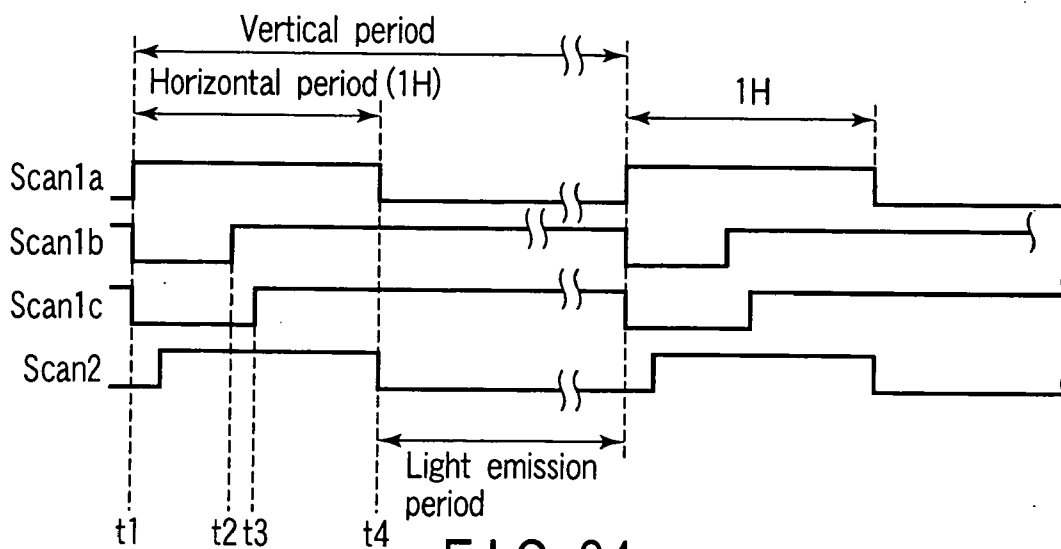 Vertical period
Horizontal period (1H)
1H
Scan1a
Scan1b
Scan1c
Scan2
Light emission
period
t1
t2
t3
t4